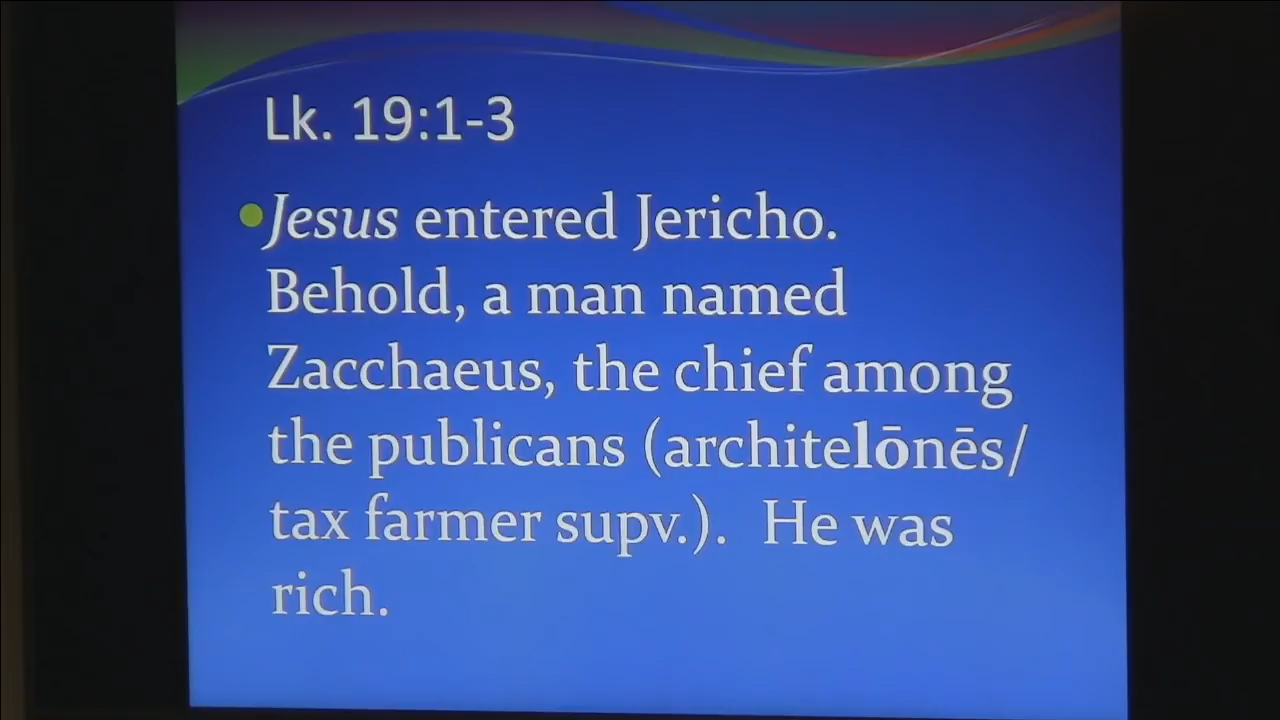 Lk. 19:1-3
•Jesus entered Jericho.
Behold, a man named
Zacchaeus, the chief among
the publicans (architelōnēs/
tax farmer supv.).  He was
rich.